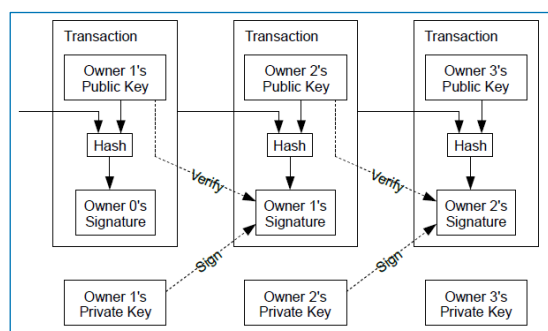 Transaction
Transaction
Transaction
Owner 1's
Public Key
Owner 2's
Public Key
Owner 3's
Public Key
Hash
Hash
Hash
Verify
Verify
Owner 0's
Signature
Owner 1's
Signature
Owner 2's
Signature
Sign
Sign
Owner 1's
Private Key
Owner 2's
Private Key
Owner 3's
Private Key